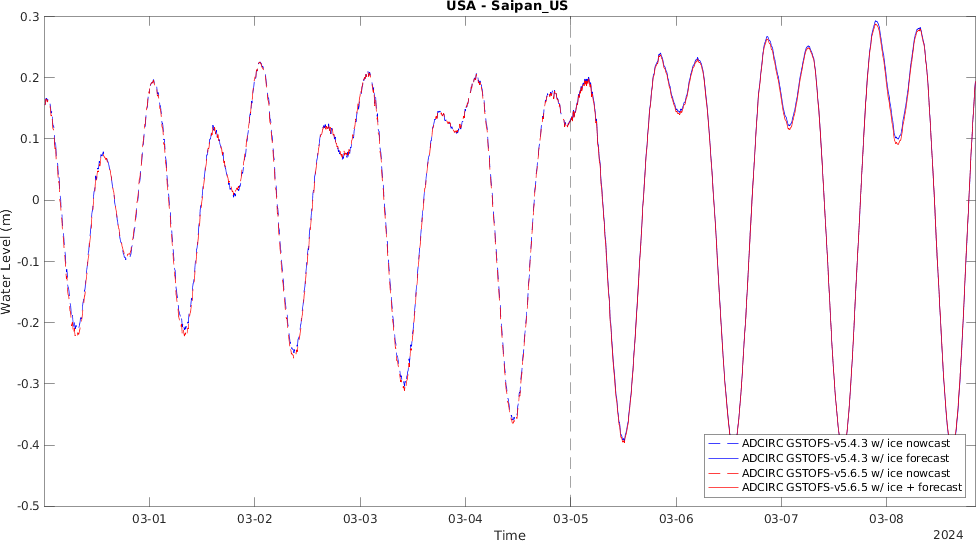 USA - Saipan_US
0.3
0.2
0.1
0
-0.1
-0.2
-0.3
-0.4
-0.5
Water Level (m)
ADCIRC GSTOFS-v5.4.3 w/ ice nowcast
ADCIRC GSTOFS-v5.4.3 w/ ice forecast
ADCIRC GSTOFS-v5.6.5 w/ ice nowcast
ADCIRC GSTOFS-v5.6.5 w/ ice + forecast
03-01 03-02 03-03 03-04 03-05 03-06 03-07 03-08
Time
2024